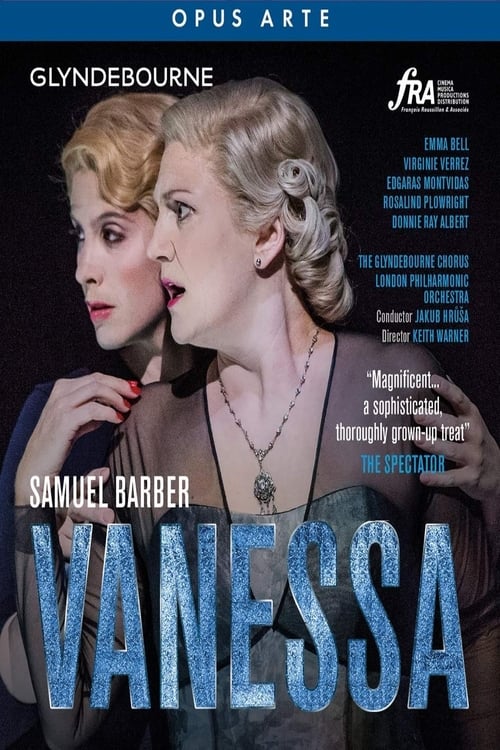 OPUS ARTE
GLYNDEBOURNE
fRA
CINEMA
MUSICA
PRODUCTIONS
DISTRIBUTION
François Roussillon & Associés
EMMA BELL
VIRGINIE VERREZ
EDGARAS MONTVIDAS
ROSALIND PLOWRIGHT
DONNIE RAY ALBERT
THE GLYNDEBOURNE CHORUS
LONDON PHILHARMONIC
ORCHESTRA
Conductor JAKUB HRŮŠA
Director KEITH WARNER
“Magnificent...
a sophisticated,
thoroughly grown-up treat”
THE SPECTATOR
SAMUEL BARBER
VANESSA